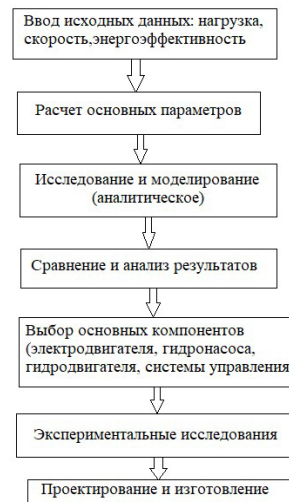 Ввод исходных данных: нагрузка,
скорость,энергоэффективность
Расчет основных параметров
Исследование и моделирование
(аналитическое)
Сравнение и анализ результатов
Выбор основных компонентов
(электродвигателя, гидронасоса,
гидродвигателя, системы управления
Экспериментальные исследования
Проектирование и изготовление